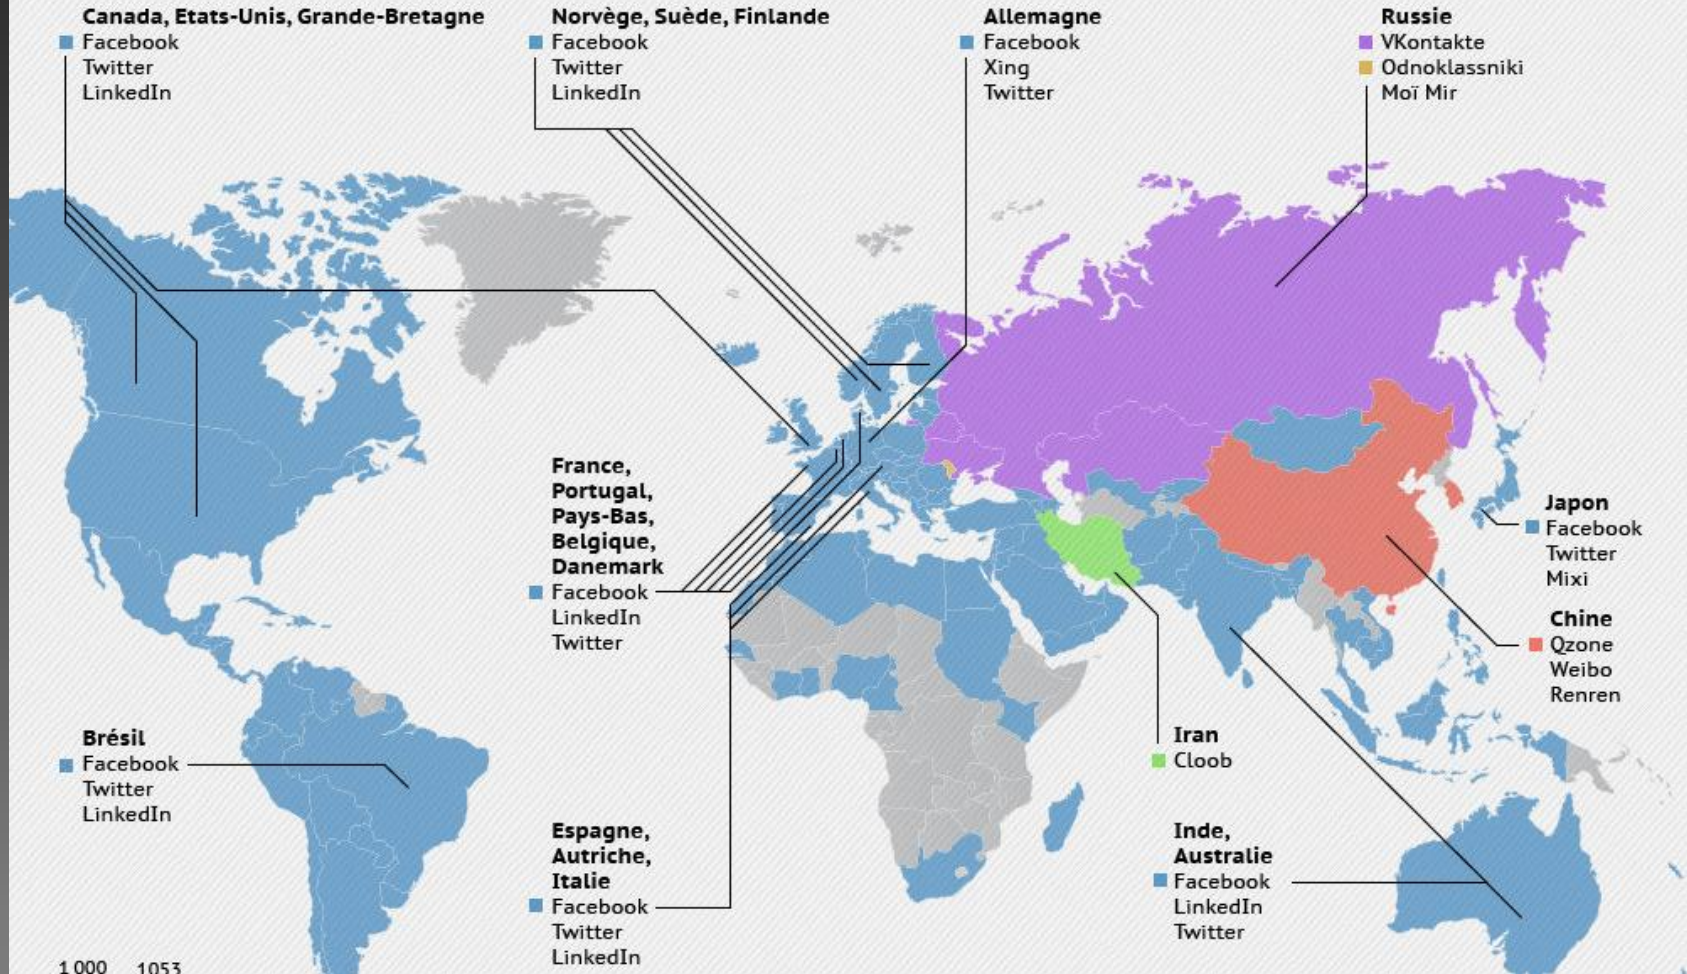 Canada, Etats-Unis, Grande-Bretagne
Facebook
Twitter
LinkedIn
Norvège, Suède, Finlande
Facebook
Twitter
LinkedIn
Allemagne
Facebook
Xing
Twitter
Russie
VKontakte
Odnoklassniki
Moï Mir
France,
Portugal,
Pays-Bas,
Belgique,
Danemark
Facebook
LinkedIn
Twitter
Japon
Facebook
Twitter
Mixi
Chine
Qzone
Weibo
Renren
Brésil
Facebook
Twitter
LinkedIn
Iran
Cloob
Espagne,
Autriche,
Italie
Facebook
Twitter
LinkedIn
Inde,
Australie
Facebook
LinkedIn
Twitter
1 000 1053